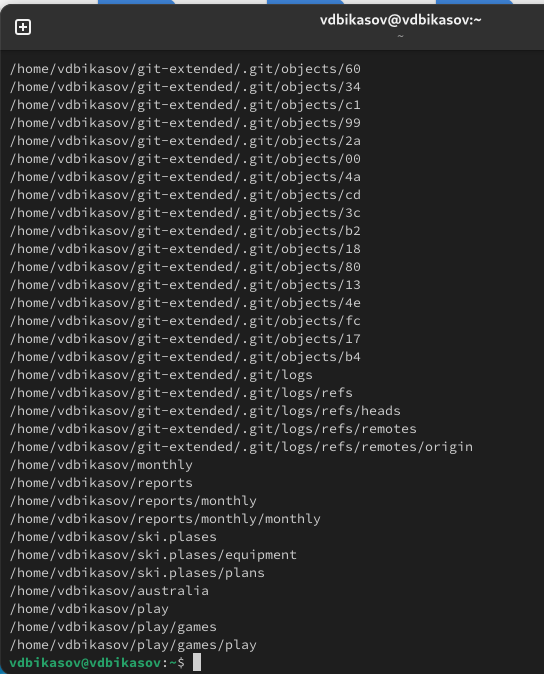 vdbikasov@vdbikasov:~
~
/home/vdbikasov/git-extended/.git/objects/60
/home/vdbikasov/git-extended/.git/objects/34
/home/vdbikasov/git-extended/.git/objects/c1
/home/vdbikasov/git-extended/.git/objects/99
/home/vdbikasov/git-extended/.git/objects/2a
/home/vdbikasov/git-extended/.git/objects/00
/home/vdbikasov/git-extended/.git/objects/4a
/home/vdbikasov/git-extended/.git/objects/cd
/home/vdbikasov/git-extended/.git/objects/3c
/home/vdbikasov/git-extended/.git/objects/b2
/home/vdbikasov/git-extended/.git/objects/18
/home/vdbikasov/git-extended/.git/objects/80
/home/vdbikasov/git-extended/.git/objects/13
/home/vdbikasov/git-extended/.git/objects/4e
/home/vdbikasov/git-extended/.git/objects/fc
/home/vdbikasov/git-extended/.git/objects/17
/home/vdbikasov/git-extended/.git/objects/b4
/home/vdbikasov/git-extended/.git/logs
/home/vdbikasov/git-extended/.git/logs/refs
/home/vdbikasov/git-extended/.git/logs/refs/heads
/home/vdbikasov/git-extended/.git/logs/refs/remotes
/home/vdbikasov/git-extended/.git/logs/refs/remotes/origin
/home/vdbikasov/monthly
/home/vdbikasov/reports
/home/vdbikasov/reports/monthly
/home/vdbikasov/reports/monthly/monthly
/home/vdbikasov/ski.plases
/home/vdbikasov/ski.plases/equipment
/home/vdbikasov/ski.plases/plans
/home/vdbikasov/australia
/home/vdbikasov/play
/home/vdbikasov/play/games
/home/vdbikasov/play/games/play
vdbikasov@vdbikasov:~$